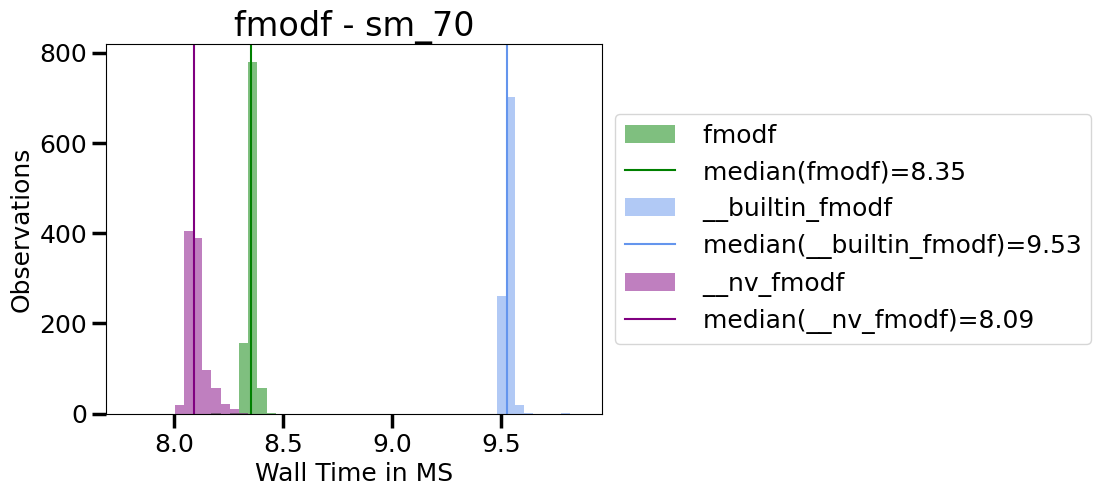 fmodf - sm_70
800
600
400
200
0
Observations
8.0 8.5 9.0 9.5
Wall Time in MS
fmodf
median(fmodf)=8.35
__builtin_fmodf
median(__builtin_fmodf)=9.53
__nv_fmodf
median(__nv_fmodf)=8.09